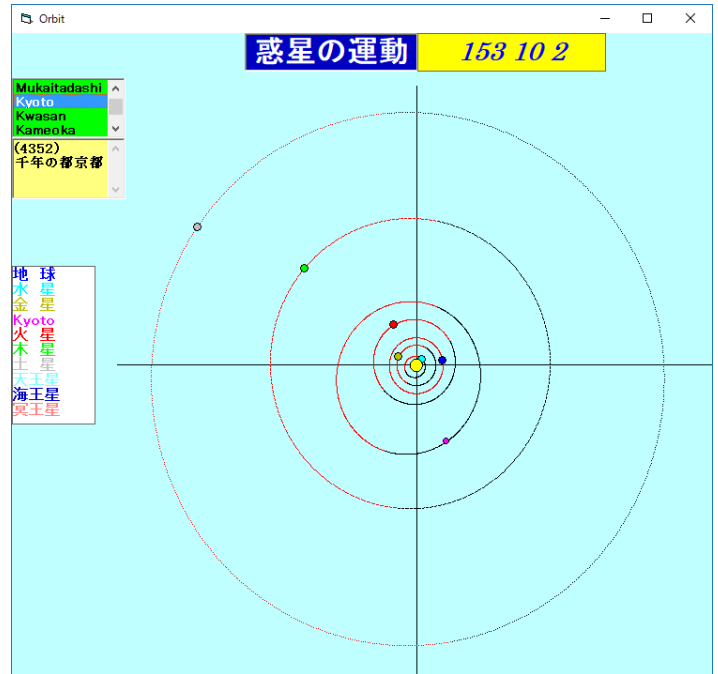 Orbit
惑星の運動
153 10 2
Mukaitadashi
Kyoto
Kwasan
Kameoka
(4352)
千年の都京都
地 球
水 星
金 星
Kyoto
火 星
木 星
土 星
天王星
海王星
冥王星